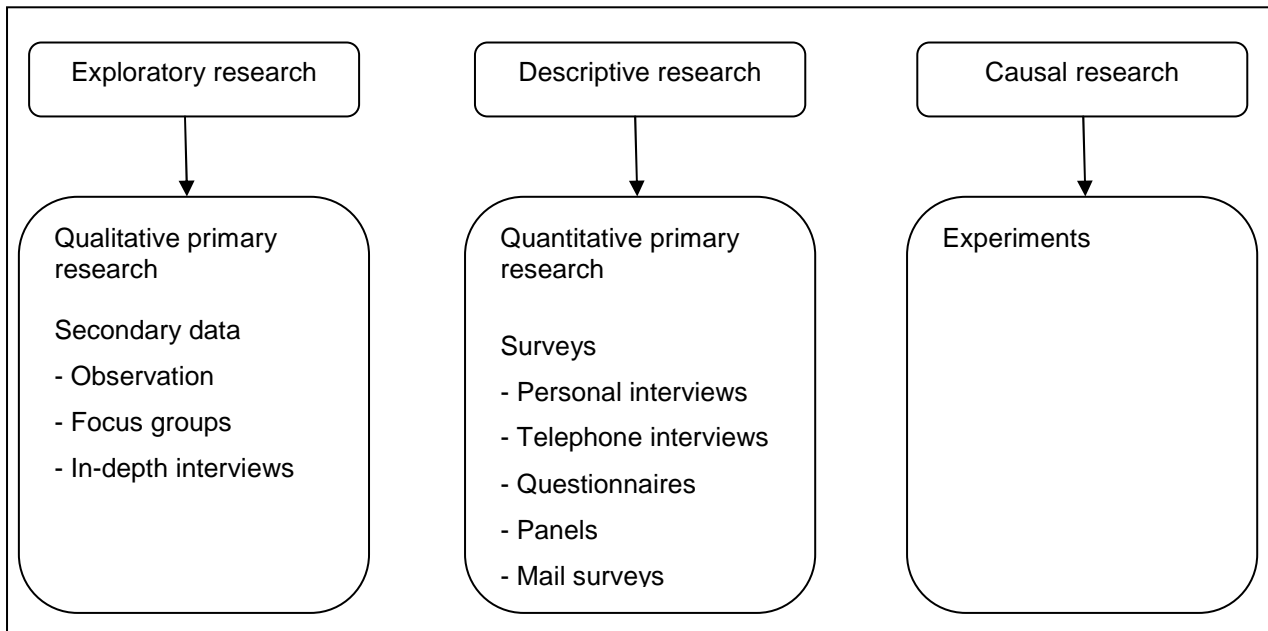 Exploratory research
Descriptive research
Causal research
Qualitative primary
research
Secondary data
- Observation
- Focus groups
- In-depth interviews
Quantitative primary
research
Surveys
- Personal interviews
- Telephone interviews
- Questionnaires
- Panels
- Mail surveys
Experiments